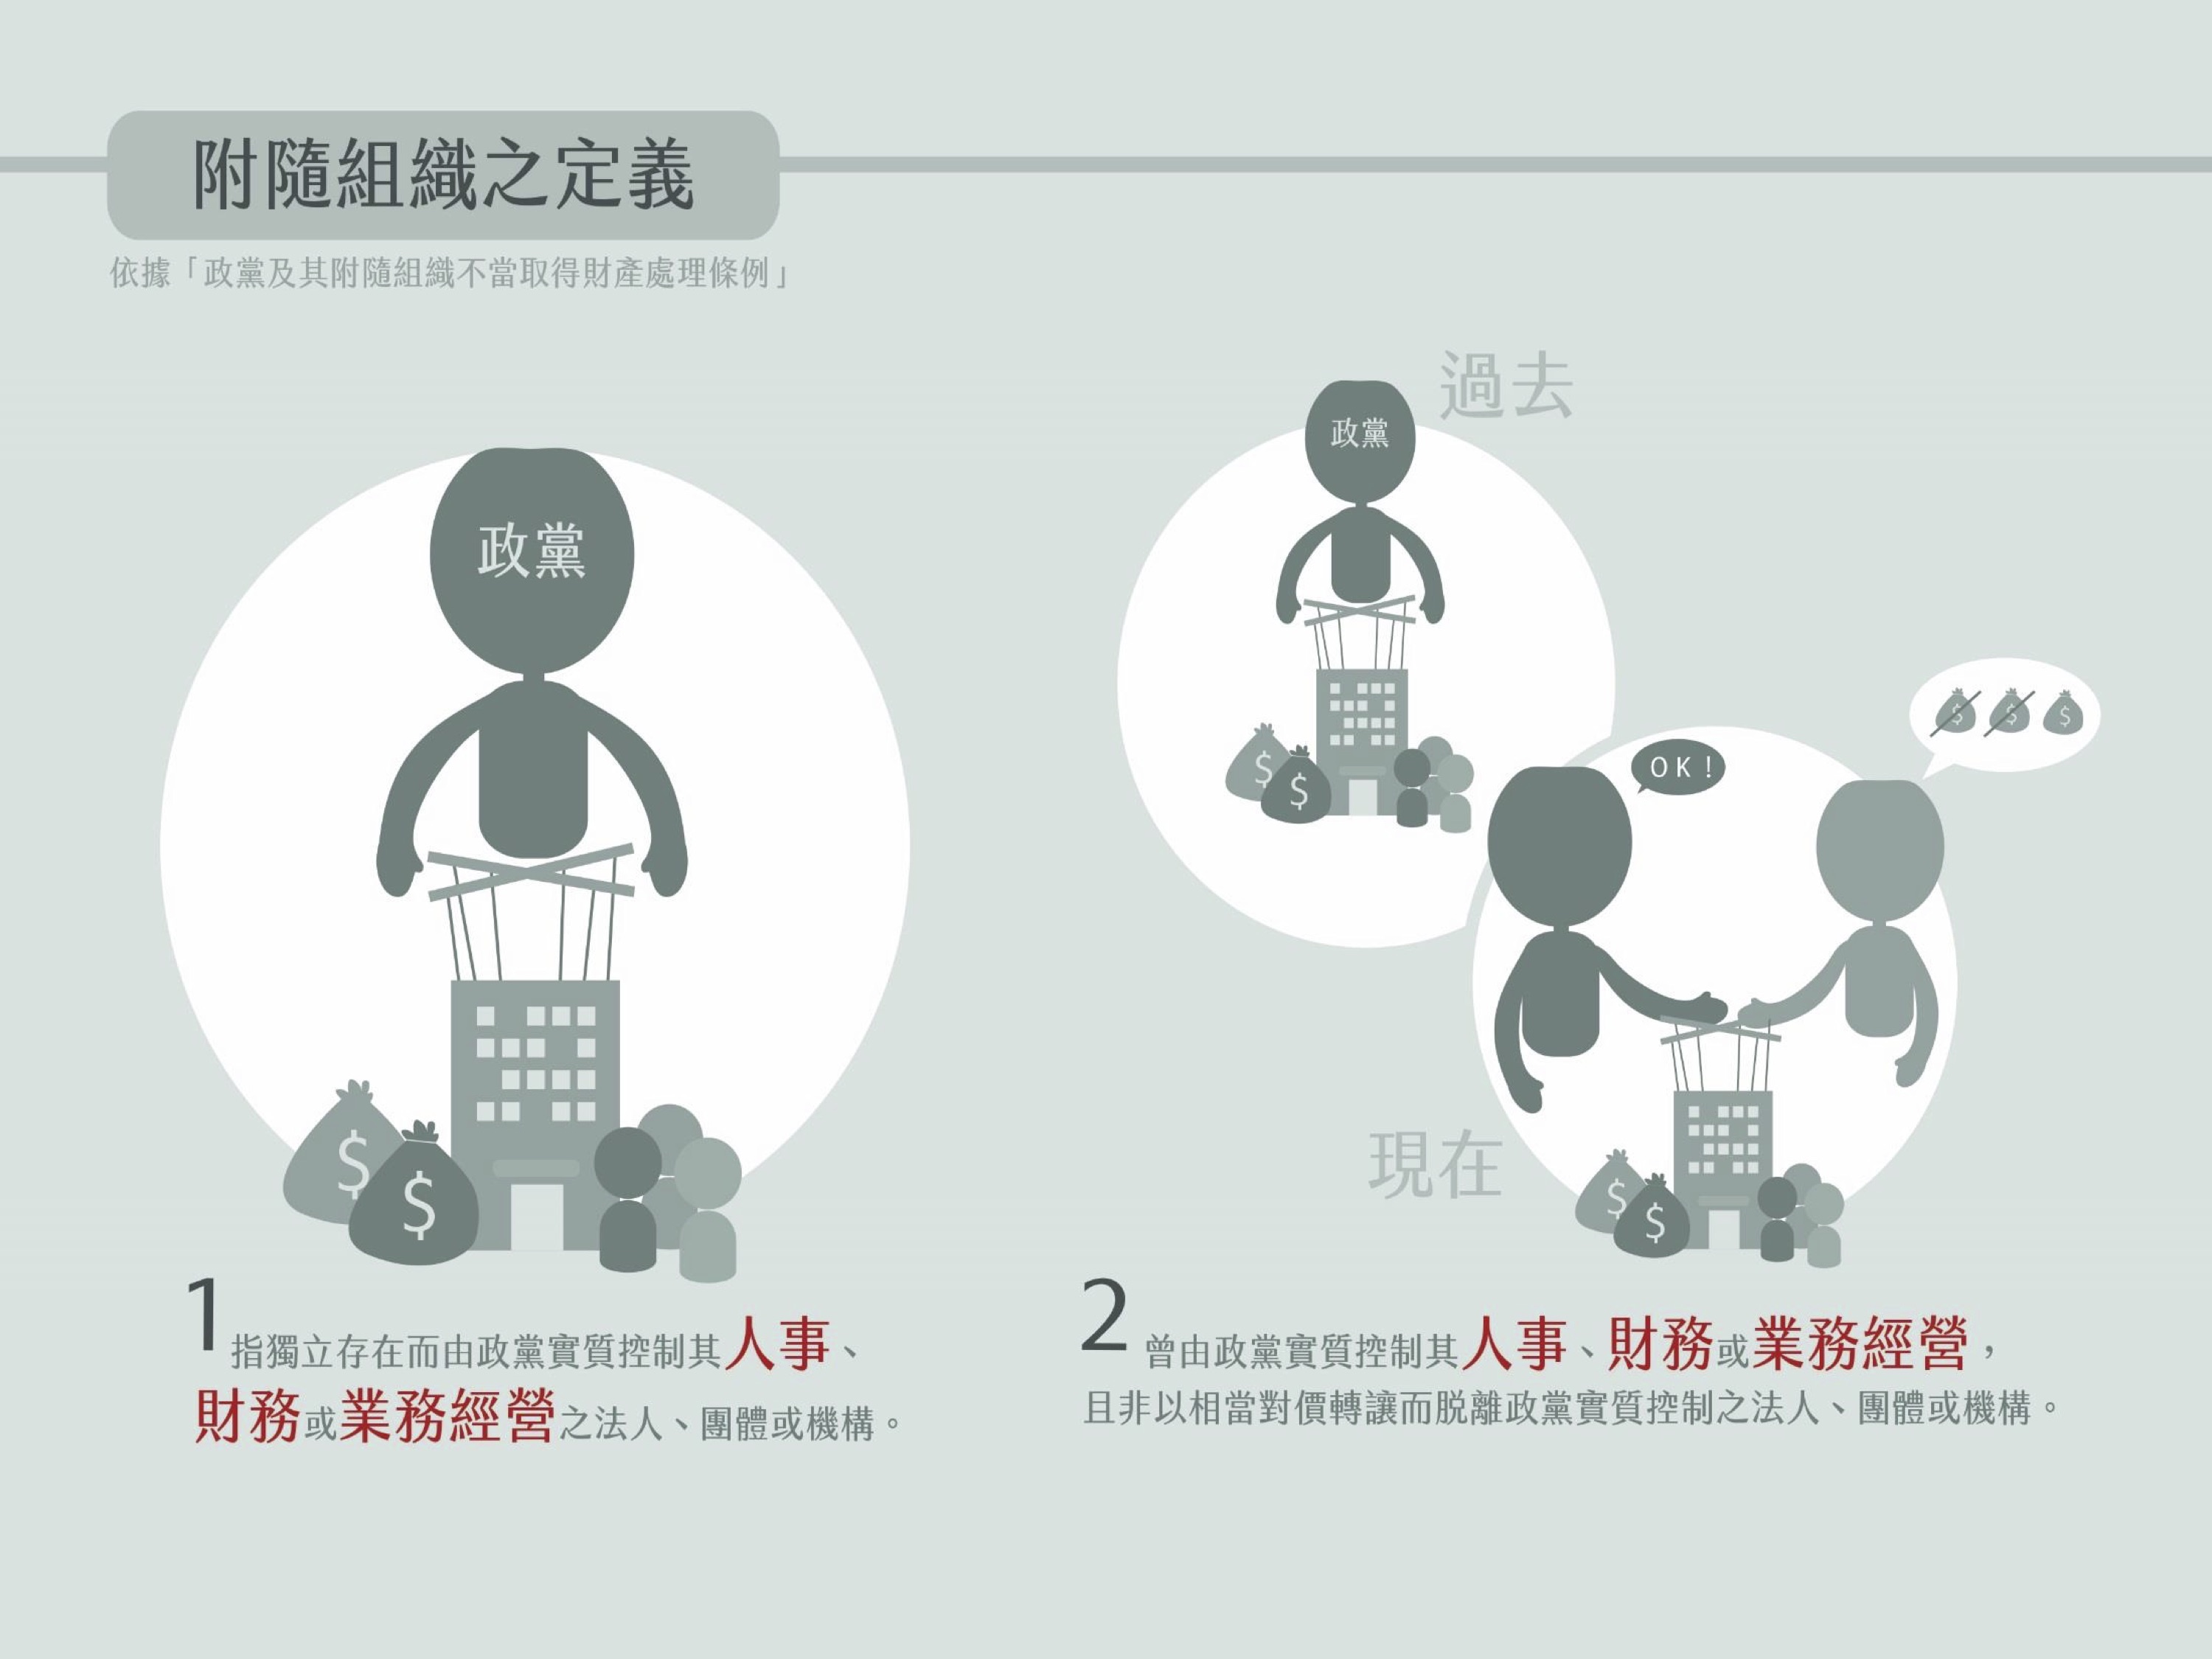 附隨組織之定義
依據「政黨及其附隨組織不當取得財產處理條例」
政黨
$
$
1 指獨立存在而由政黨實質控制其人事、
財務或業務經營之法人、團體或機構。
過去
政黨
$
$
OK!
$ $ $
現在
$
$
2 曾由政黨實質控制其人事、財務或業務經營，
且非以相當對價轉讓而脱離政黨實質控制之法人、團體或機構。